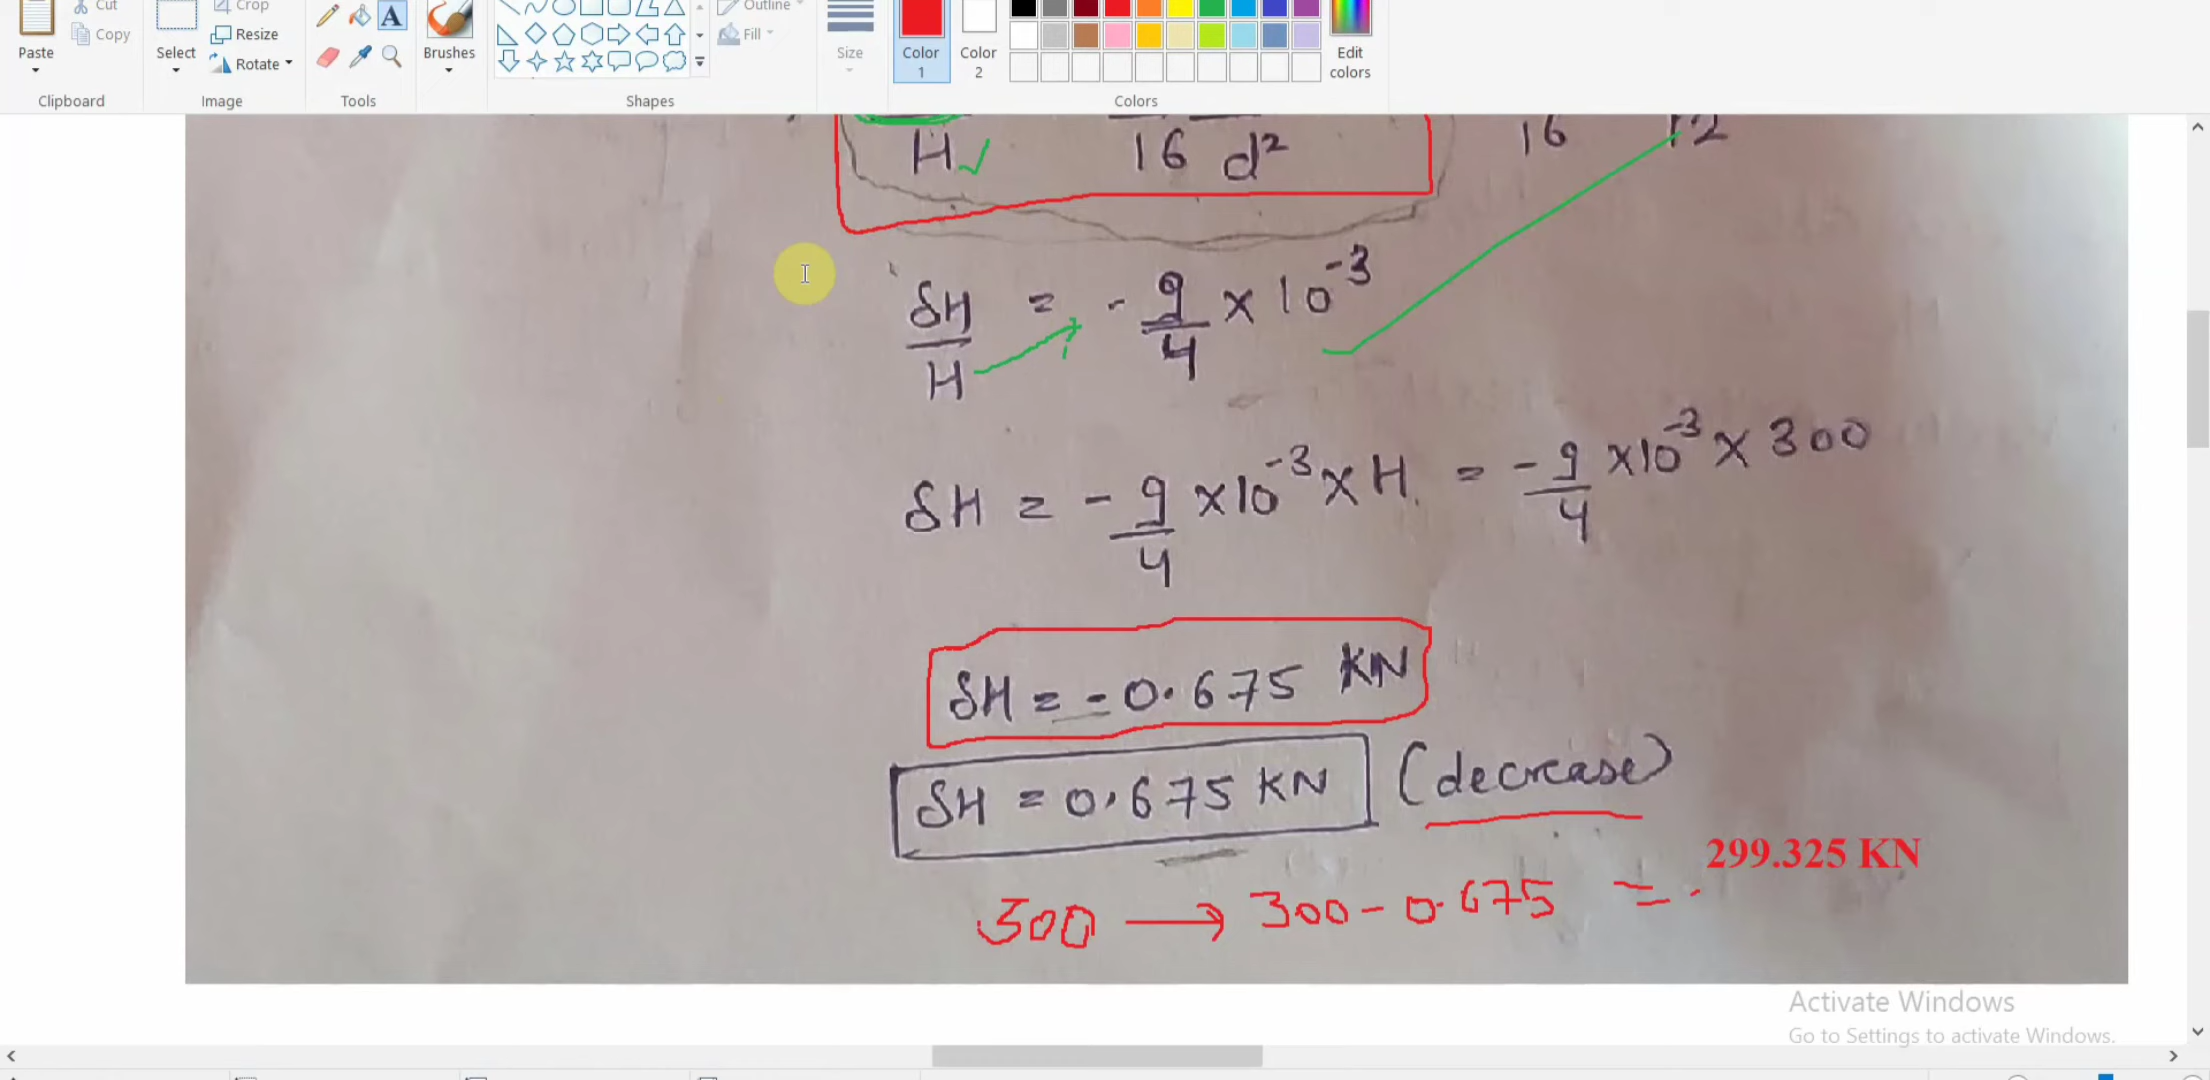 Cut
Copy
Paste
Clipboard
Crop
Resize
Rotate
Select
Image
A
Tools
Brushes
Outline
Fill
Shapes
Size
Color 1
Color 2
Edit colors
Colors
H 16 d² 16 12
δH/H = - 9/4 × 10⁻³
δH = - 9/4 × 10⁻³ × H = - 9/4 × 10⁻³ × 300
δH = - 0.675 KN
δH = 0.675 KN (decrease)
299.325 KN
300 → 300 - 0.675 =
Activate Windows
Go to Settings to activate Windows.